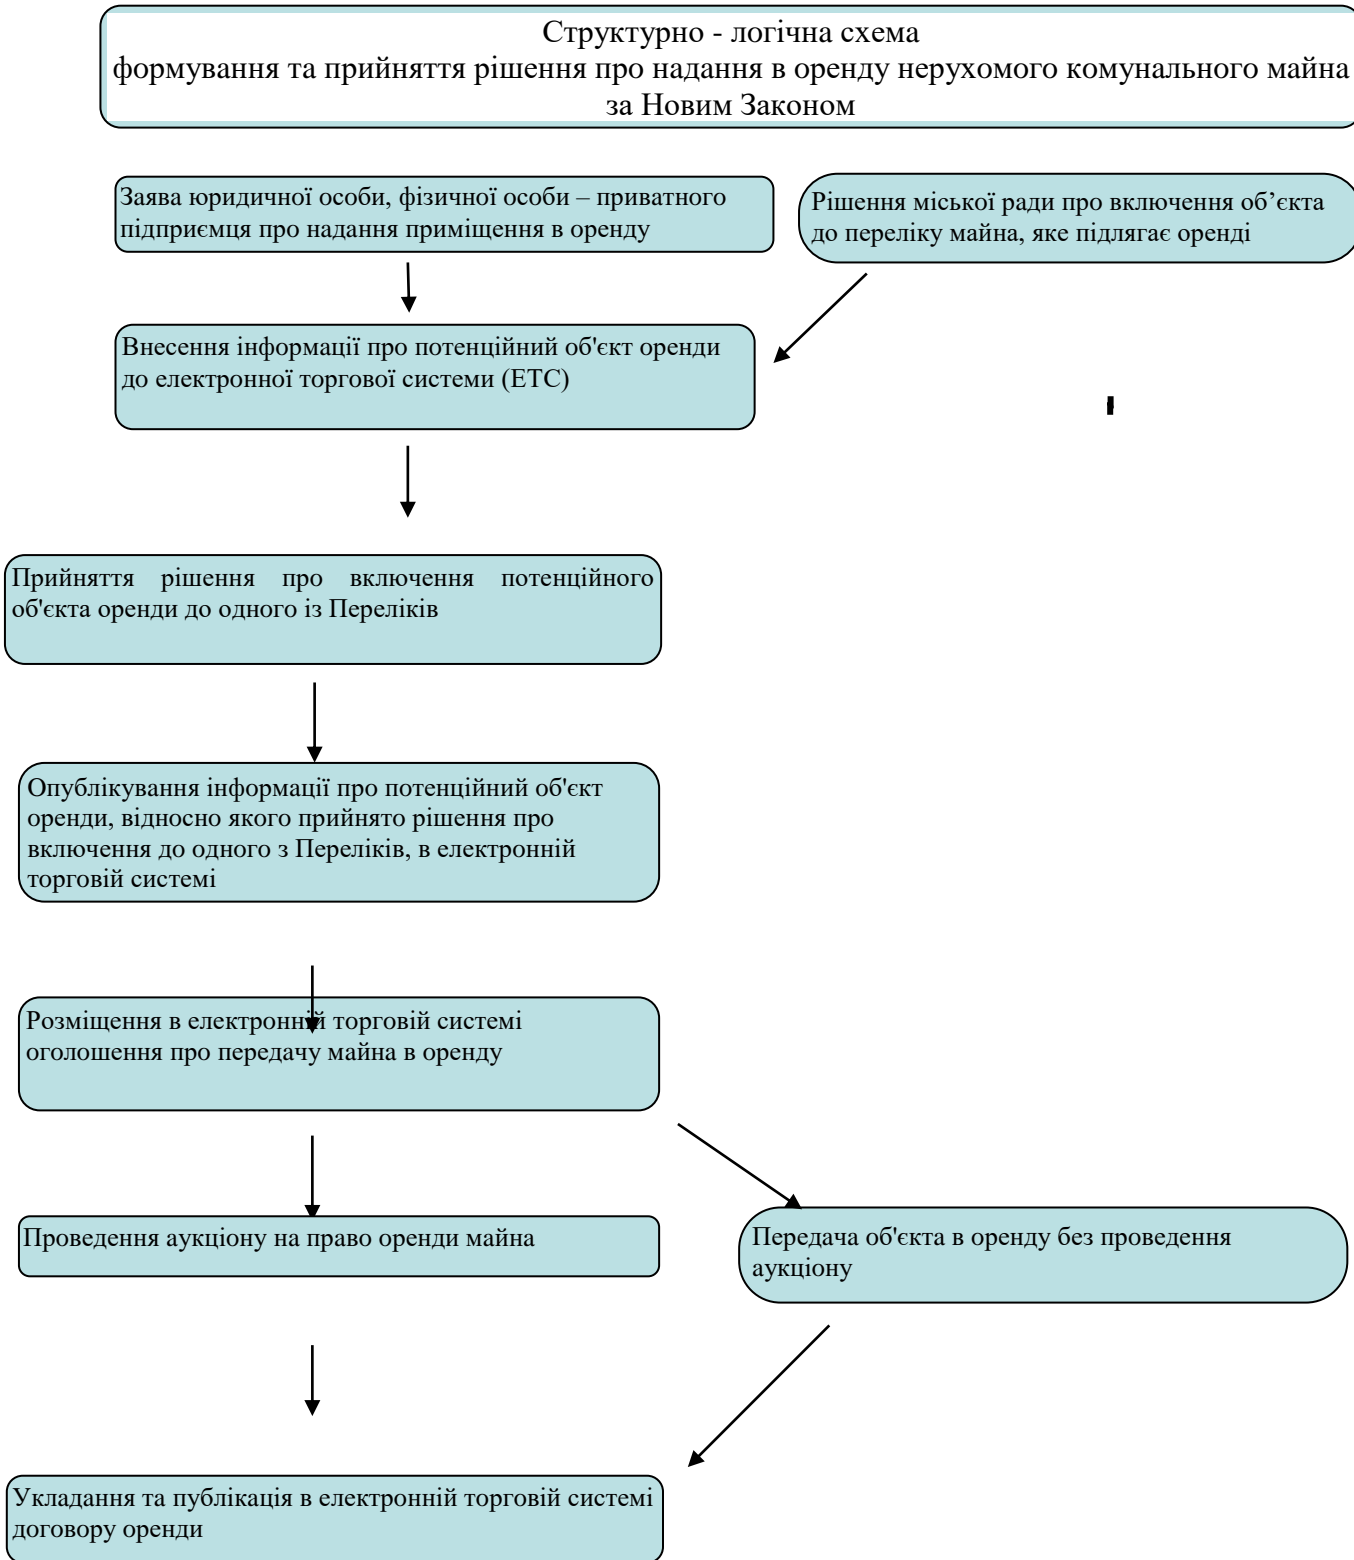 Структурно - логічна схема
формування та прийняття рішення про надання в оренду нерухомого комунального майна
за Новим Законом
Заява юридичної особи, фізичної особи – приватного
підприємця про надання приміщення в оренду
Рішення міської ради про включення об’єкта
до переліку майна, яке підлягає оренді
Внесення інформації про потенційний об'єкт оренди
до електронної торгової системи (ЕТС)
Прийняття рішення про включення потенційного
об'єкта оренди до одного із Переліків
Опублікування інформації про потенційний об'єкт
оренди, відносно якого прийнято рішення про
включення до одного з Переліків, в електронній
торговій системі
Розміщення в електронній торговій системі
оголошення про передачу майна в оренду
Проведення аукціону на право оренди майна
Передача об'єкта в оренду без проведення
аукціону
Укладання та публікація в електронній торговій системі
договору оренди